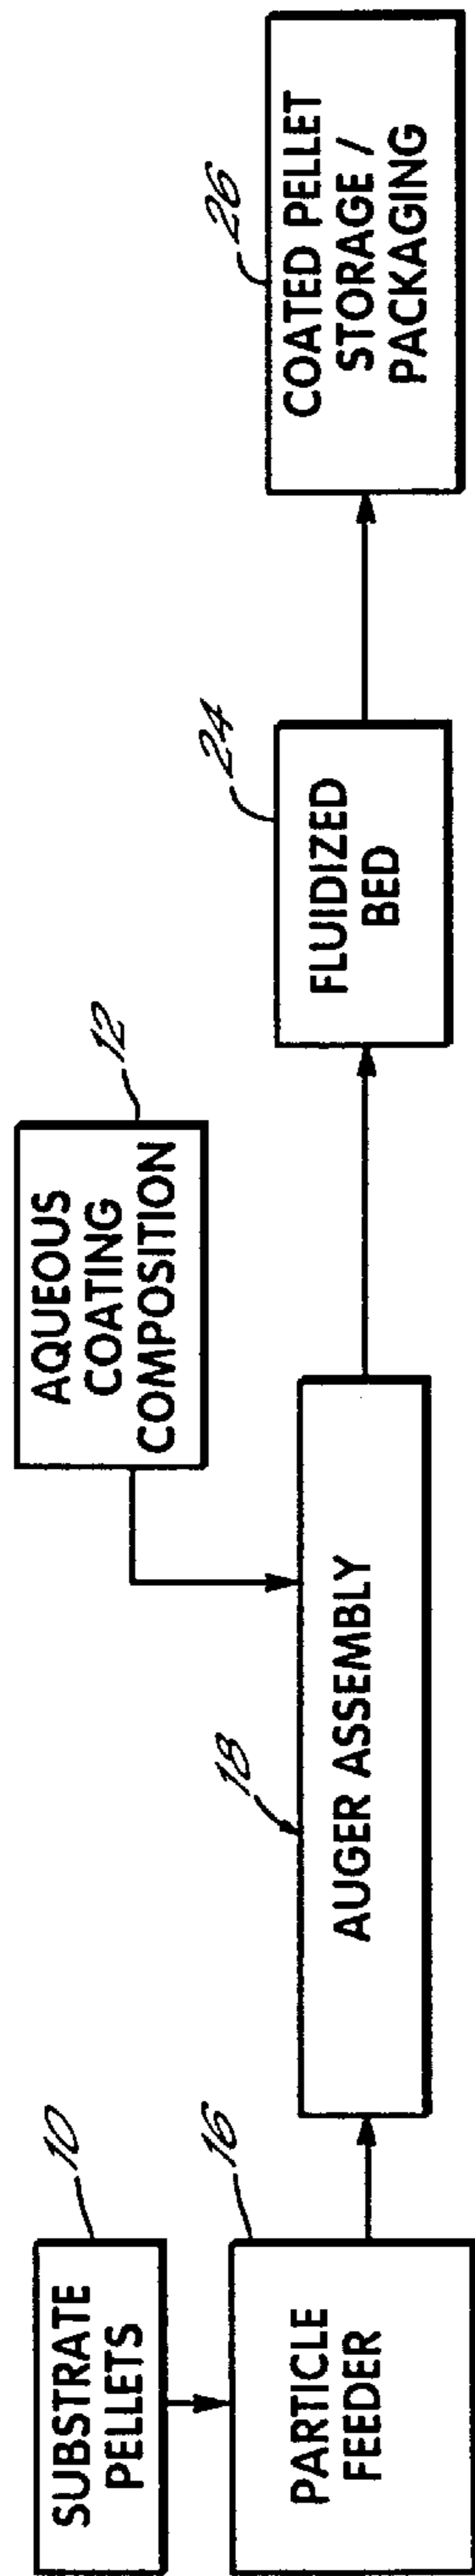 10
SUBSTRATE
PELLETS
16
PARTICLE
FEEDER
18
AUGER ASSEMBLY
12
AQUEOUS
COATING
COMPOSITION
24
FLUIDIZED
BED
26
COATED PELLET
STORAGE /
PACKAGING